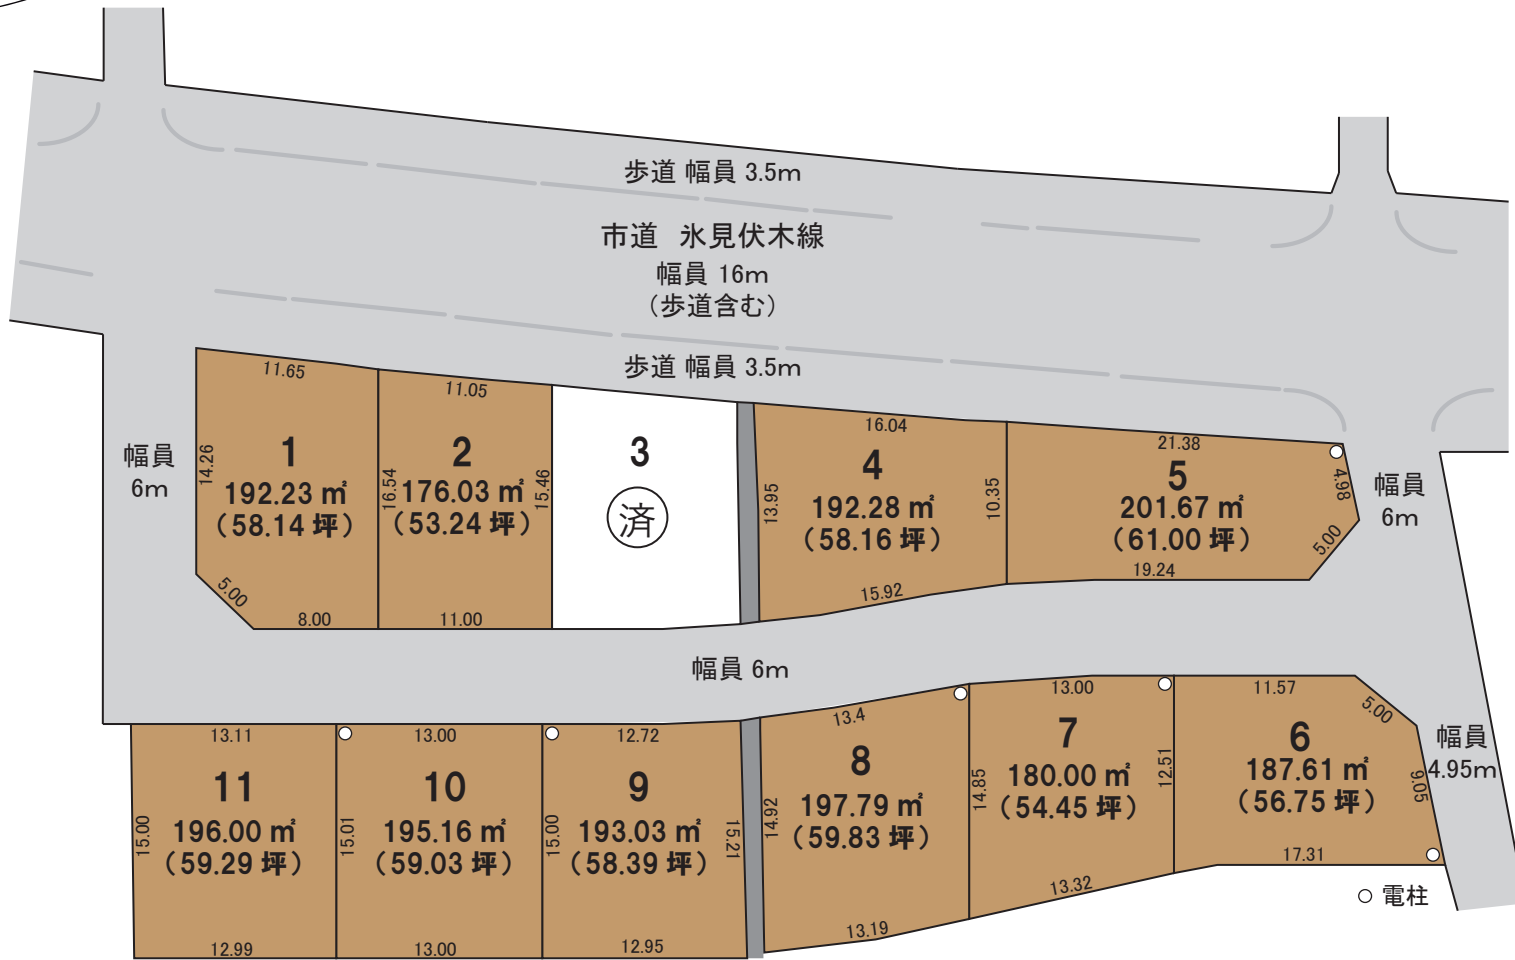 歩道 幅員 3.5m
市道 氷見伏木線
幅員 16m
（歩道含む）
歩道 幅員 3.5m
幅員
6m
11.65
14.26
1
192.23 ㎡
（58.14 坪）
5.00
8.00
11.05
16.54
2
176.03 ㎡
（53.24 坪）
15.46
11.00
3
済
16.04
13.95
4
192.28 ㎡
（58.16 坪）
10.35
15.92
21.38
5
201.67 ㎡
（61.00 坪）
4.98
5.00
19.24
幅員
6m
幅員 6m
13.11
11
196.00 ㎡
（59.29 坪）
15.00
12.99
13.00
10
195.16 ㎡
（59.03 坪）
15.01
13.00
12.72
9
193.03 ㎡
（58.39 坪）
15.00
15.21
12.95
13.4
8
197.79 ㎡
（59.83 坪）
14.92
13.19
13.00
7
180.00 ㎡
（54.45 坪）
14.85
12.51
13.32
11.57
5.00
6
187.61 ㎡
（56.75 坪）
9.05
17.31
幅員
4.95m
○ 電柱